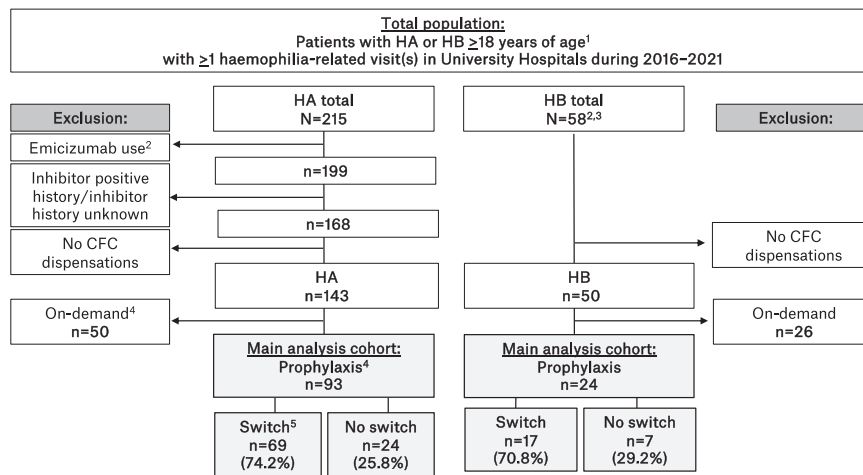 Total population:
Patients with HA or HB ≥18 years of age¹
with ≥1 haemophilia-related visit(s) in University Hospitals during 2016–2021
HA total
N=215
HB total
N=58²,³
Exclusion:
Exclusion:
Emicizumab use²
n=199
Inhibitor positive
history/inhibitor
history unknown
n=168
No CFC
dispensations
No CFC
dispensations
HA
n=143
HB
n=50
On-demand⁴
n=50
On-demand
n=26
Main analysis cohort:
Prophylaxis⁴
n=93
Main analysis cohort:
Prophylaxis
n=24
Switch⁵
n=69
(74.2%)
No switch
n=24
(25.8%)
Switch
n=17
(70.8%)
No switch
n=7
(29.2%)